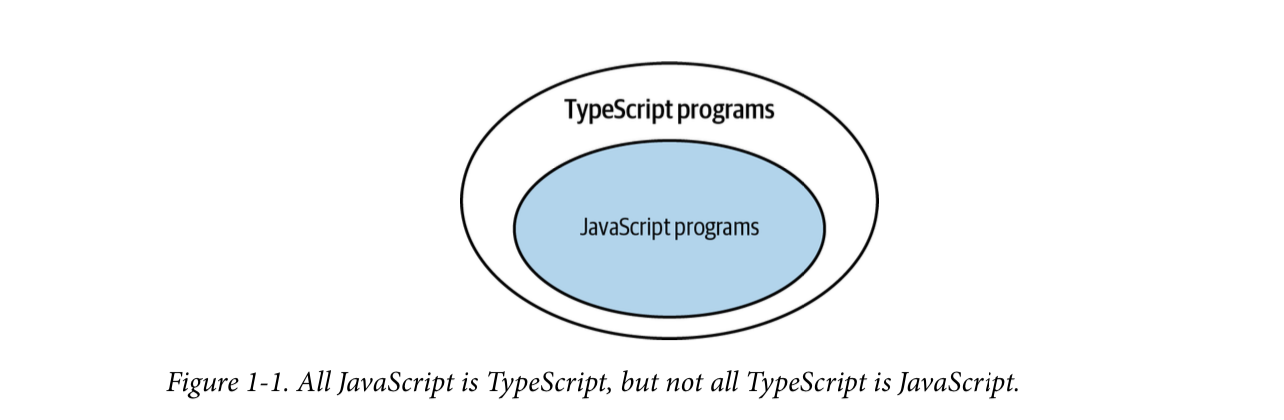 TypeScript programs
JavaScript programs
Figure 1-1. All JavaScript is TypeScript, but not all TypeScript is JavaScript.